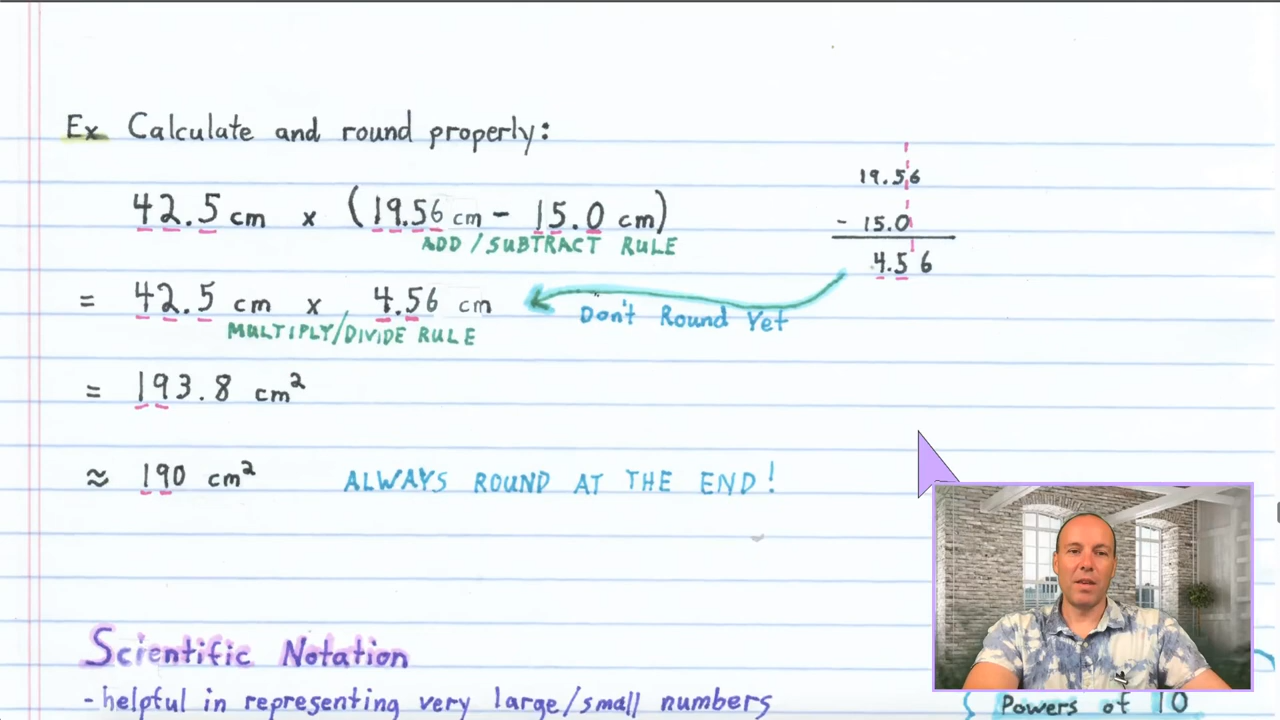 Ex Calculate and round properly:
42.5 cm x (19.56 cm - 15.0 cm)
ADD/SUBTRACT RULE
19.56
- 15.0
4.56
= 42.5 cm x 4.56 cm
Don't Round Yet
MULTIPLY/DIVIDE RULE
= 193.8 cm²
≈ 190 cm² ALWAYS ROUND AT THE END!
Scientific Notation
- helpful in representing very large/small numbers
Powers of 10